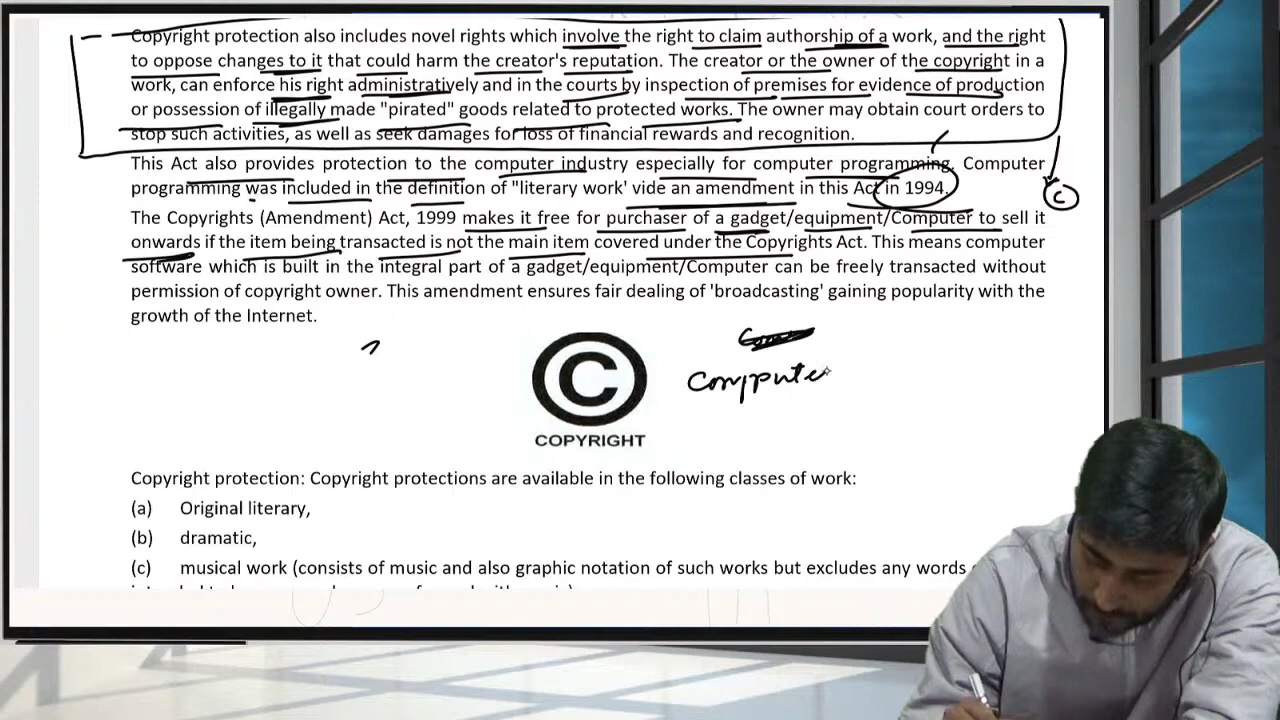 Copyright protection also includes novel rights which involve the right to claim authorship of a work, and the right
to oppose changes to it that could harm the creator's reputation. The creator or the owner of the copyright in a
work, can enforce his right administratively and in the courts by inspection of premises for evidence of production
or possession of illegally made "pirated" goods related to protected works. The owner may obtain court orders to
stop such activities, as well as seek damages for loss of financial rewards and recognition.
This Act also provides protection to the computer industry especially for computer programming. Computer
programming was included in the definition of "literary work' vide an amendment in this Act in 1994.
The Copyrights (Amendment) Act, 1999 makes it free for purchaser of a gadget/equipment/Computer to sell it
onwards if the item being transacted is not the main item covered under the Copyrights Act. This means computer
software which is built in the integral part of a gadget/equipment/Computer can be freely transacted without
permission of copyright owner. This amendment ensures fair dealing of 'broadcasting' gaining popularity with the
growth of the Internet.
©
C
COPYRIGHT
Compute
Copyright protection: Copyright protections are available in the following classes of work:
(a) Original literary,
(b) dramatic,
(c) musical work (consists of music and also graphic notation of such works but excludes any words